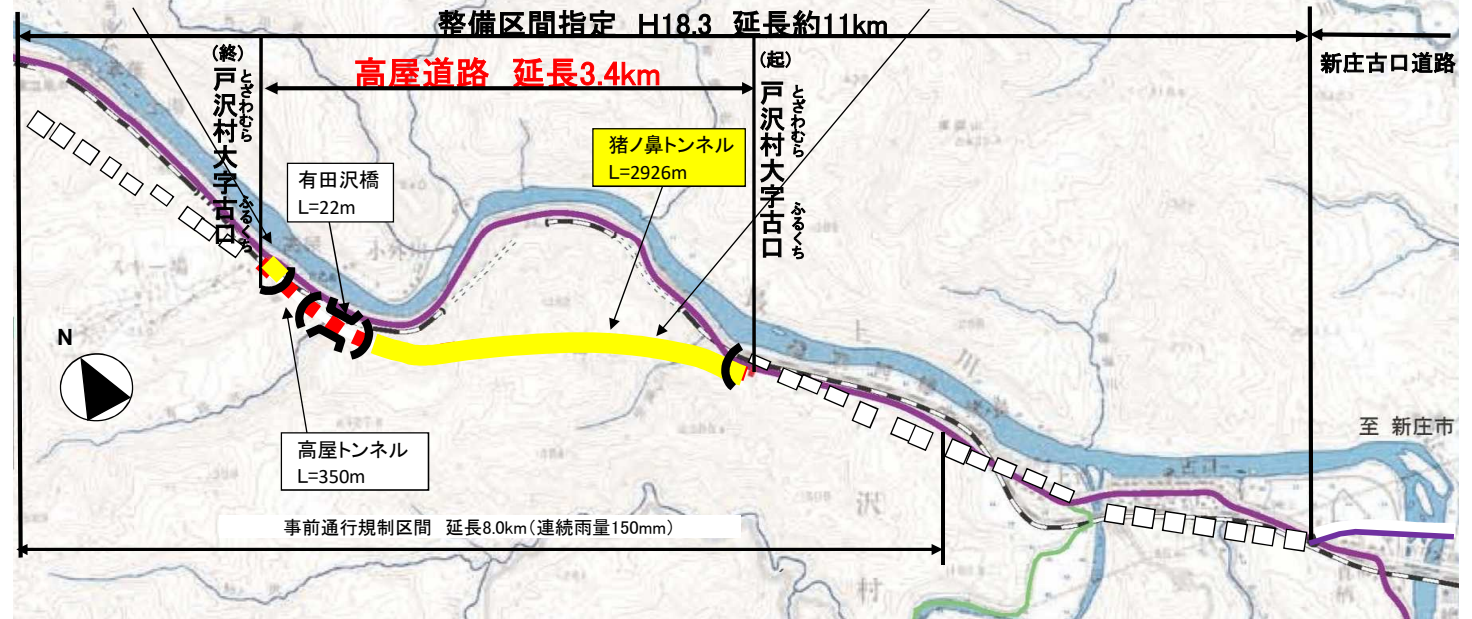 整備区間指定 H18.3 延長約11km
新庄古口道路
高屋道路 延長3.4km
(終)
戸沢村大字古口
とざわむら
ふるくち
(起)
戸沢村大字古口
とざわむら
ふるくち
猪ノ鼻トンネル
L=2926m
有田沢橋
L=22m
N
高屋トンネル
L=350m
至 新庄市
事前通行規制区間 延長8.0km(連続雨量150mm)
上
川
沢
村